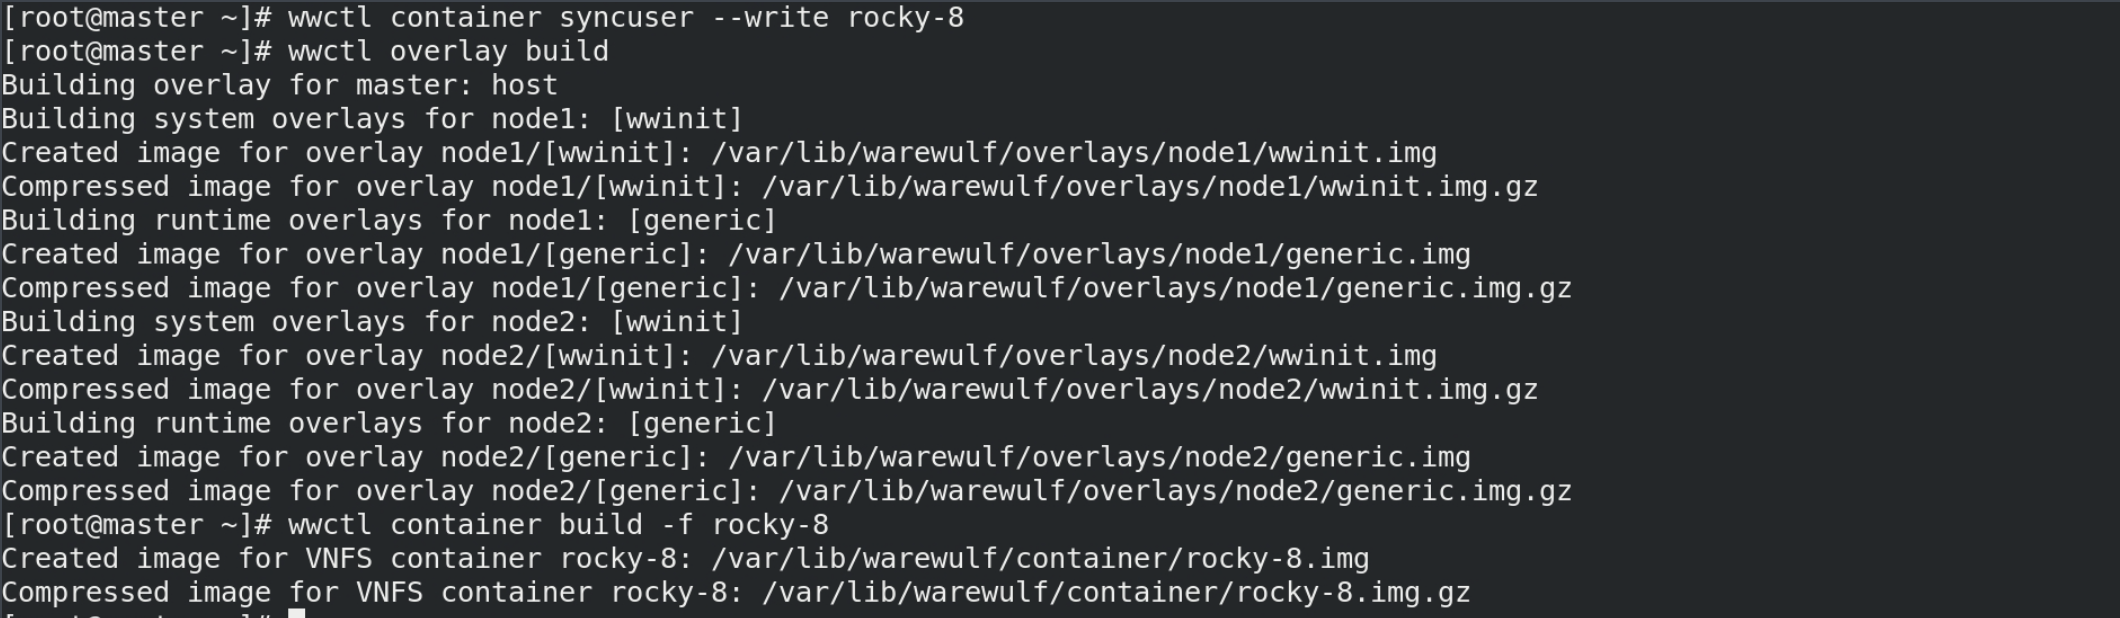 [root@master ~]# wwctl container syncuser --write rocky-8
[root@master ~]# wwctl overlay build
Building overlay for master: host
Building system overlays for node1: [wwinit]
Created image for overlay node1/[wwinit]: /var/lib/warewulf/overlays/node1/wwinit.img
Compressed image for overlay node1/[wwinit]: /var/lib/warewulf/overlays/node1/wwinit.img.gz
Building runtime overlays for node1: [generic]
Created image for overlay node1/[generic]: /var/lib/warewulf/overlays/node1/generic.img
Compressed image for overlay node1/[generic]: /var/lib/warewulf/overlays/node1/generic.img.gz
Building system overlays for node2: [wwinit]
Created image for overlay node2/[wwinit]: /var/lib/warewulf/overlays/node2/wwinit.img
Compressed image for overlay node2/[wwinit]: /var/lib/warewulf/overlays/node2/wwinit.img.gz
Building runtime overlays for node2: [generic]
Created image for overlay node2/[generic]: /var/lib/warewulf/overlays/node2/generic.img
Compressed image for overlay node2/[generic]: /var/lib/warewulf/overlays/node2/generic.img.gz
[root@master ~]# wwctl container build -f rocky-8
Created image for VNFS container rocky-8: /var/lib/warewulf/container/rocky-8.img
Compressed image for VNFS container rocky-8: /var/lib/warewulf/container/rocky-8.img.gz